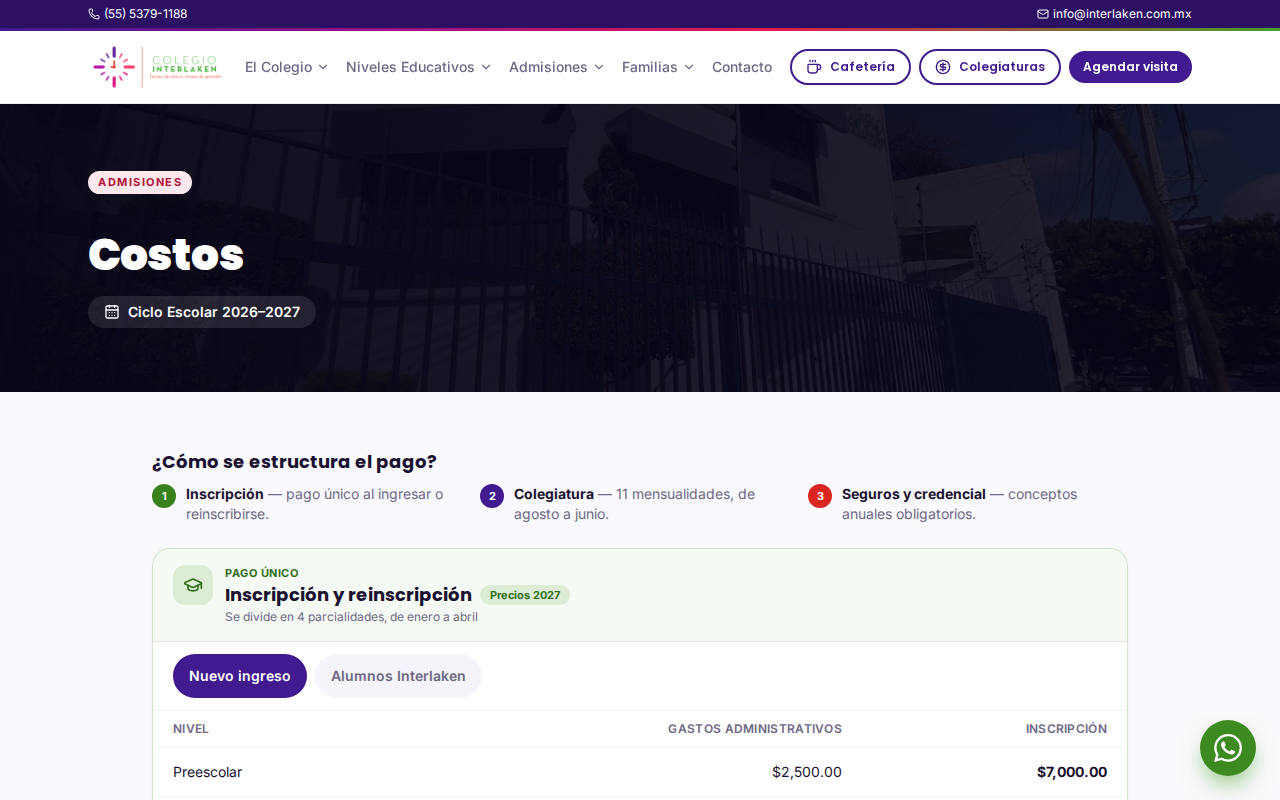 (55) 5379-1188
info@interlaken.com.mx
COLEGIO
INTERLAKEN
El Colegio
Niveles Educativos
Admisiones
Familias
Contacto
Cafetería
Colegiaturas
Agendar visita
ADMISIONES
Costos
Ciclo Escolar 2026–2027
¿Cómo se estructura el pago?
1
Inscripción — pago único al ingresar o
reinscribirse.
2
Colegiatura — 11 mensualidades, de
agosto a junio.
3
Seguros y credencial — conceptos
anuales obligatorios.
PAGO ÚNICO
Inscripción y reinscripción
Precios 2027
Se divide en 4 parcialidades, de enero a abril
Nuevo ingreso
Alumnos Interlaken
NIVEL
GASTOS ADMINISTRATIVOS
INSCRIPCIÓN
Preescolar
$2,500.00
$7,000.00